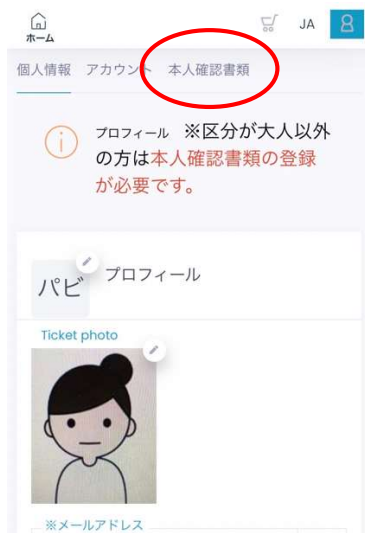 ホーム
JA
個人情報 アカウント 本人確認書類
プロフィール ※区分が大人以外
の方は本人確認書類の登録
が必要です。
パビ
プロフィール
Ticket photo
※メールアドレス